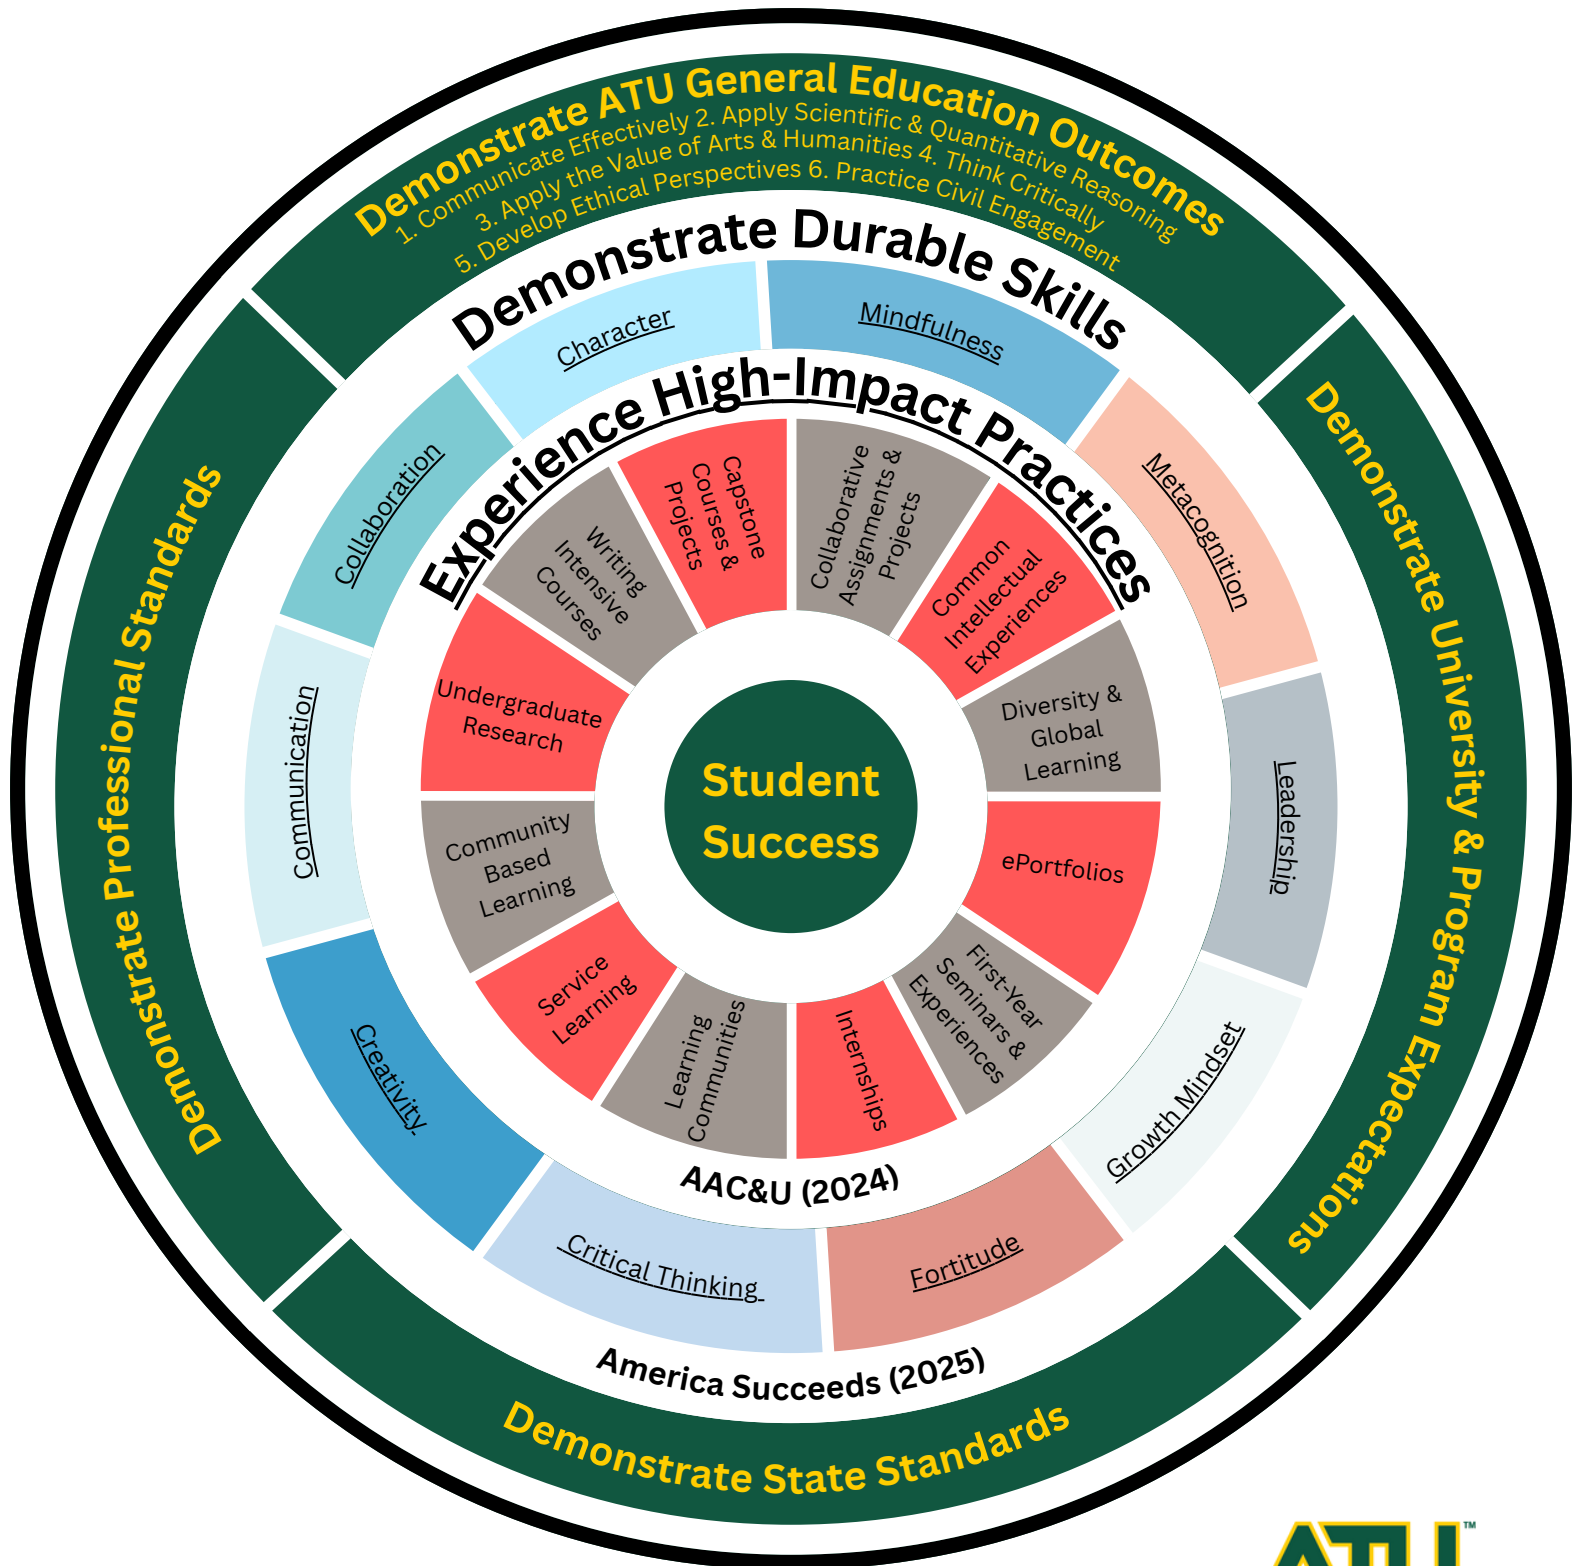 Demonstrate ATU General Education Outcomes
1. Communicate Effectively 2. Apply Scientific & Quantitative Reasoning
3. Apply the Value of Arts & Humanities 4. Think Critically
5. Develop Ethical Perspectives 6. Practice Civil Engagement
Demonstrate University & Program Expectations
Demonstrate State Standards
Demonstrate Professional Standards
Demonstrate Durable Skills
Character
Mindfulness
Metacognition
Leadership
Growth Mindset
Fortitude
Critical Thinking
Creativity
Communication
Collaboration
America Succeeds (2025)
Experience High-Impact Practices
Capstone
Courses &
Projects
Collaborative
Assignments &
Projects
Common
Intellectual
Experiences
Diversity &
Global
Learning
ePortfolios
First-Year
Seminars &
Experiences
Internships
Learning
Communities
Service
Learning
Community
Based
Learning
Undergraduate
Research
Writing
Intensive
Courses
AAC&U (2024)
Student
Success
ATU™